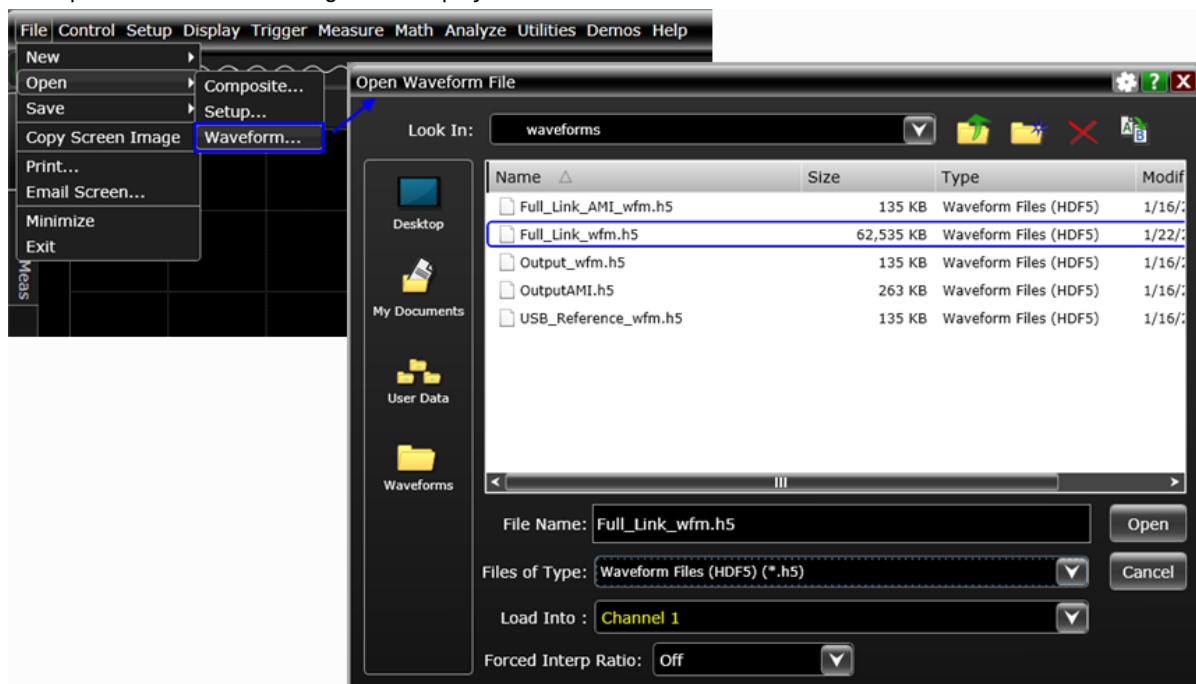 File Control Setup Display Trigger Measure Math Analyze Utilities Demos Help
New
Open
Save
Copy Screen Image
Print...
Email Screen...
Minimize
Exit
Composite...
Setup...
Waveform...
Meas
Open Waveform File
Look In: waveforms
Desktop
My Documents
User Data
Waveforms
Name Size Type Modif
Full_Link_AMI_wfm.h5 135 KB Waveform Files (HDF5) 1/16/
Full_Link_wfm.h5 62,535 KB Waveform Files (HDF5) 1/22/
Output_wfm.h5 135 KB Waveform Files (HDF5) 1/16/
OutputAMI.h5 263 KB Waveform Files (HDF5) 1/16/
USB_Reference_wfm.h5 135 KB Waveform Files (HDF5) 1/16/
File Name: Full_Link_wfm.h5 Open
Files of Type: Waveform Files (HDF5) (*.h5) Cancel
Load Into : Channel 1
Forced Interp Ratio: Off